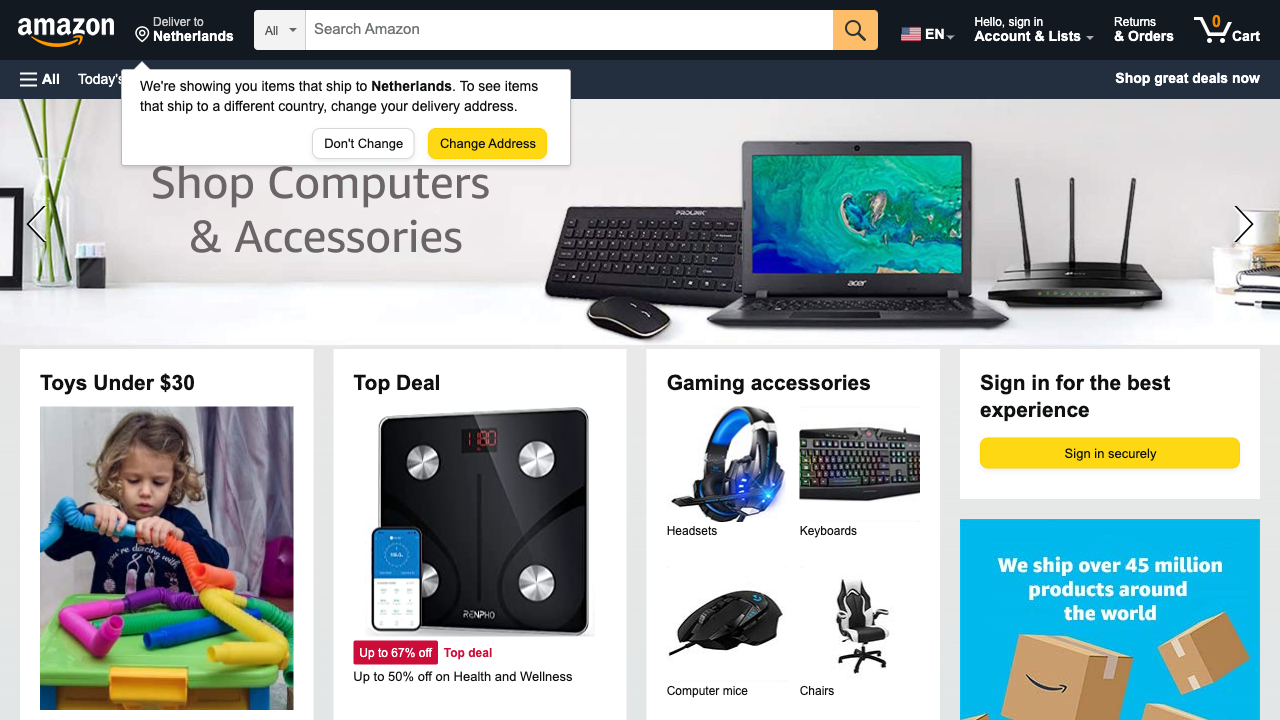 amazon
Deliver to
Netherlands
All
Search Amazon
EN
Hello, sign in
Account & Lists
Returns
& Orders
0
Cart
All
Today's
Shop great deals now
We're showing you items that ship to Netherlands. To see items
that ship to a different country, change your delivery address.
Don't Change
Change Address
Shop Computers
& Accessories
PROLINK
acer
Toys Under $30
you're dancing with
Top Deal
1180
RENPHO
Up to 67% off
Top deal
Up to 50% off on Health and Wellness
Gaming accessories
Headsets
Keyboards
Computer mice
Chairs
Sign in for the best
experience
Sign in securely
We ship over 45 million
products around
the world